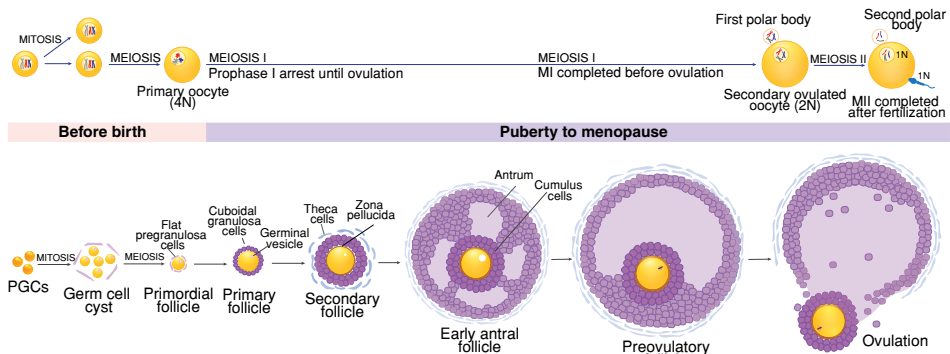 MITOSIS
MEIOSIS
Primary oocyte
(4N)
MEIOSIS I
Prophase I arrest until ovulation
MEIOSIS I
MI completed before ovulation
First polar body
Secondary ovulated
oocyte (2N)
MEIOSIS II
Second polar
body
1N
1N
MII completed
after fertilization
Before birth
Puberty to menopause
PGCs
MITOSIS
Germ cell
cyst
MEIOSIS
Flat
pregranulosa
cells
Primordial
follicle
Cuboidal
granulosa
cells
Germinal
vesicle
Primary
follicle
Theca
cells
Zona
pellucida
Secondary
follicle
Antrum
Cumulus
cells
Early antral
follicle
Preovulatory
Ovulation